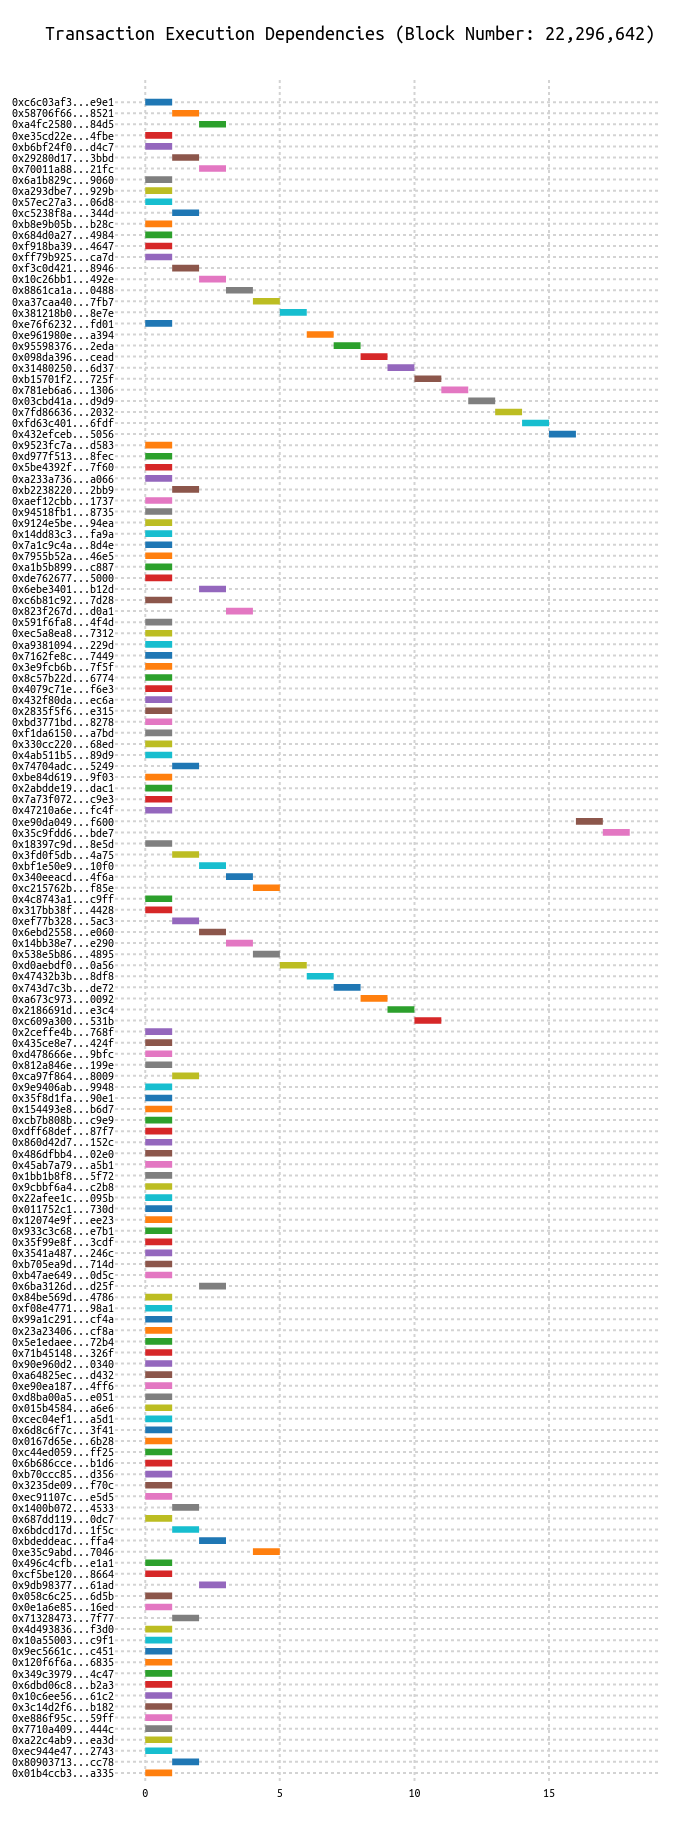 Transaction Execution Dependencies (Block Number: 22,296,642)
0xc6c03af3...e9e1
0x58706f66...8521
0xa4fc2580...84d5
0xe35cd22e...4fbe
0xb6bf24f0...d4c7
0x29280d17...3bbd
0x70011a88...21fc
0x6a1b829c...9060
0xa293dbe7...929b
0x57ec27a3...06d8
0xc5238f8a...344d
0xb8e9b05b...b28c
0x684d0a27...4984
0xf918ba39...4647
0xff79b925...ca7d
0xf3c0d421...8946
0x10c26bb1...492e
0x8861ca1a...0488
0xa37caa40...7fb7
0x381218b0...8e7e
0xe76f6232...fd01
0xe961980e...a394
0x95598376...2eda
0x098da396...cead
0x31480250...6d37
0xb15701f2...725f
0x781eb6a6...1306
0x03cbd41a...d9d9
0x7fd86636...2032
0xfd63c401...6fdf
0x432efceb...5056
0x9523fc7a...d583
0xd977f513...8fec
0x5be4392f...7f60
0xa233a736...a066
0xb2238220...2bb9
0xaef12cbb...1737
0x94518fb1...8735
0x9124e5be...94ea
0x14dd83c3...fa9a
0x7a1c9c4a...8d4e
0x7955b52a...46e5
0xa1b5b899...c887
0xde762677...5000
0x6ebe3401...b12d
0xc6b81c92...7d28
0x823f267d...d0a1
0x591f6fa8...4f4d
0xec5a8ea8...7312
0xa9381094...229d
0x7162fe8c...7449
0x3e9fcb6b...7f5f
0x8c57b22d...6774
0x4079c71e...f6e3
0x432f80da...ec6a
0x2835f5f6...e315
0xbd3771bd...8278
0xf1da6150...a7bd
0x330cc220...68ed
0x4ab511b5...89d9
0x74704adc...5249
0xbe84d619...9f03
0x2abdde19...dac1
0x7a73f072...c9e3
0x47210a6e...fc4f
0xe90da049...f600
0x35c9fdd6...bde7
0x18397c9d...8e5d
0x3fd0f5db...4a75
0xbf1e50e9...10f0
0x340eeacd...4f6a
0xc215762b...f85e
0x4c8743a1...c9ff
0x317bb38f...4428
0xef77b328...5ac3
0x6ebd2558...e060
0x14bb38e7...e290
0x538e5b86...4895
0xd0aebdf0...0a56
0x47432b3b...8df8
0x743d7c3b...de72
0xa673c973...0092
0x2186691d...e3c4
0xc609a300...531b
0x2ceffe4b...768f
0x435ce8e7...424f
0xd478666e...9bfc
0x812a846e...199e
0xca97f864...8009
0x9e9406ab...9948
0x35f8d1fa...90e1
0x154493e8...b6d7
0xcb7b808b...c9e9
0xdff68def...87f7
0x860d42d7...152c
0x486dfbb4...02e0
0x45ab7a79...a5b1
0x1bb1b8f8...5f72
0x9cbbf6a4...c2b8
0x22afee1c...095b
0x011752c1...730d
0x12074e9f...ee23
0x933c3c68...e7b1
0x35f99e8f...3cdf
0x3541a487...246c
0xb705ea9d...714d
0xb47ae649...0d5c
0x6ba3126d...d25f
0x84be569d...4786
0xf08e4771...98a1
0x99a1c291...cf4a
0x23a23406...cf8a
0x5e1edaee...72b4
0x71b45148...326f
0x90e960d2...0340
0xa64825ec...d432
0xe90ea187...4ff6
0xd8ba00a5...e051
0x015b4584...a6e6
0xcec04ef1...a5d1
0x6d8c6f7c...3f41
0x0167d65e...6b28
0xc44ed059...ff25
0x6b686cce...b1d6
0xb70ccc85...d356
0x3235de09...f70c
0xec91107c...e5d5
0x1400b072...4533
0x687dd119...0dc7
0x6bdcd17d...1f5c
0xbdeddeac...ffa4
0xe35c9abd...7046
0x496c4cfb...e1a1
0xcf5be120...8664
0x9db98377...61ad
0x058c6c25...6d5b
0x0e1a6e85...16ed
0x71328473...7f77
0x4d493836...f3d0
0x10a55003...c9f1
0x9ec5661c...c451
0x120f6f6a...6835
0x349c3979...4c47
0x6dbd06c8...b2a3
0x10c6ee56...61c2
0x3c14d2f6...b182
0xe886f95c...59ff
0x7710a409...444c
0xa22c4ab9...ea3d
0xec944e47...2743
0x80903713...cc78
0x01b4ccb3...a335
0 5 10 15